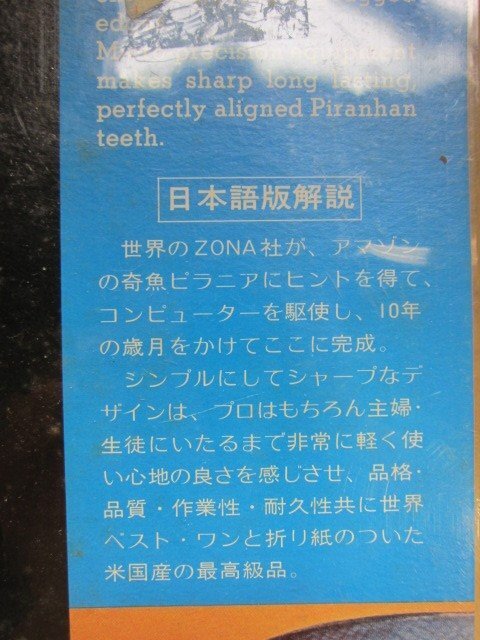 makes sharp long lasting,
perfectly aligned Piranhan
teeth.
日本語版解説
世界のZONA社が、アマゾン
の奇魚ピラニアにヒントを得て、
コンピューターを駆使し、10年
の歳月をかけてここに完成。
シンブルにしてシャープなデ
ザインは、プロはもちろん主婦・
生徒にいたるまで非常に軽く使
い心地の良さを感じさせ、品格・
品質・作業性・耐久性共に世界
ベスト・ワンと折り紙のついた
米国産の最高級品。